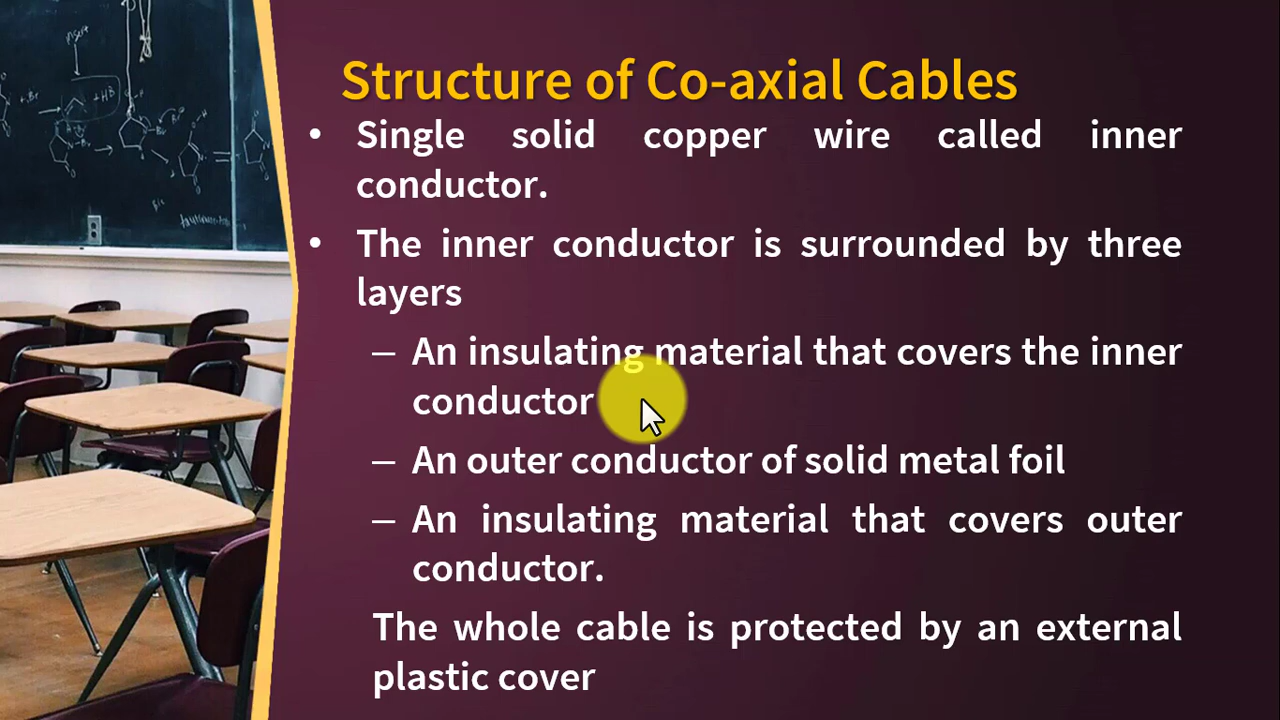 Structure of Co-axial Cables
• Single solid copper wire called inner
conductor.
• The inner conductor is surrounded by three
layers
– An insulating material that covers the inner
conductor
– An outer conductor of solid metal foil
– An insulating material that covers outer
conductor.
The whole cable is protected by an external
plastic cover